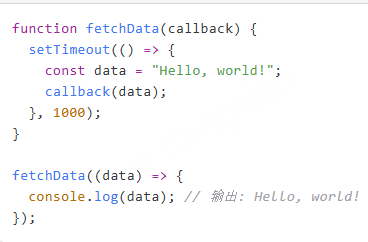 function fetchData(callback) {
  setTimeout(() => {
    const data = "Hello, world!";
    callback(data);
  }, 1000);
}

fetchData((data) => {
  console.log(data); // 输出: Hello, world!
});